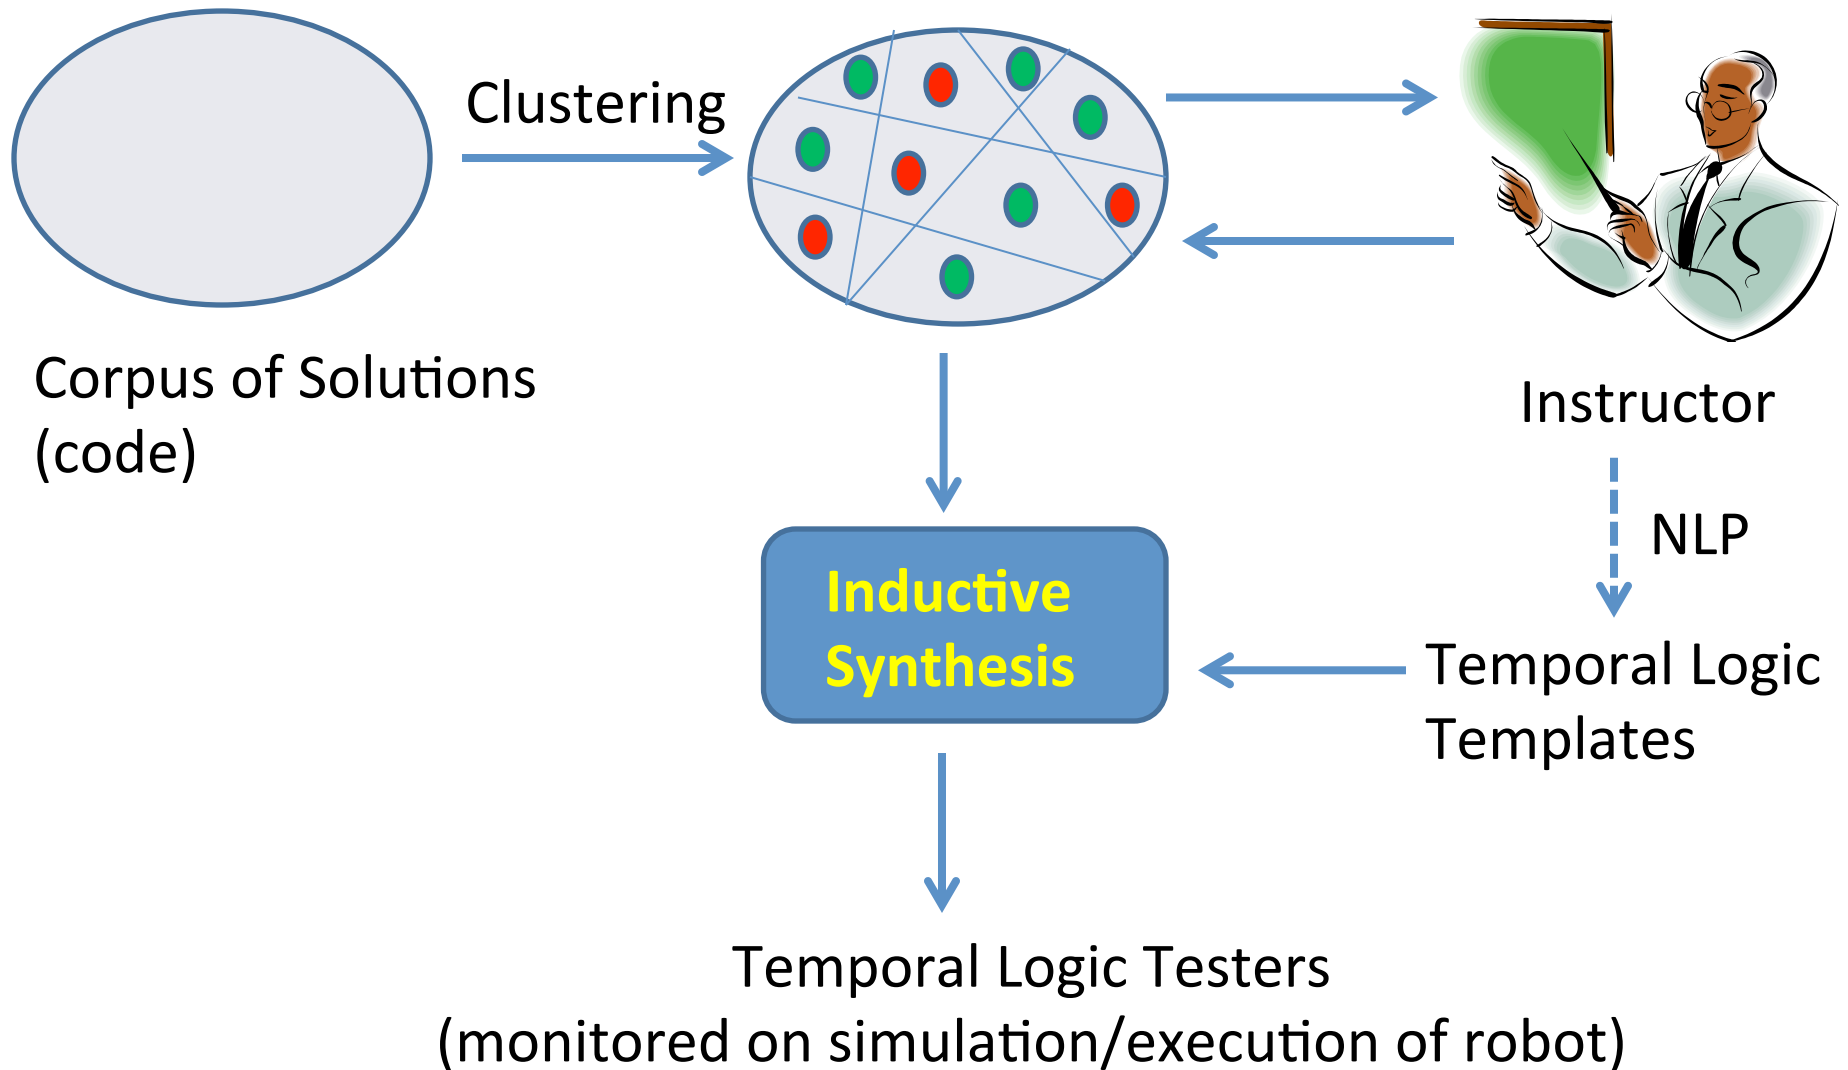 Clustering
Corpus of Solutions
(code)
Instructor
NLP
Inductive
Synthesis
Temporal Logic
Templates
Temporal Logic Testers
(monitored on simulation/execution of robot)